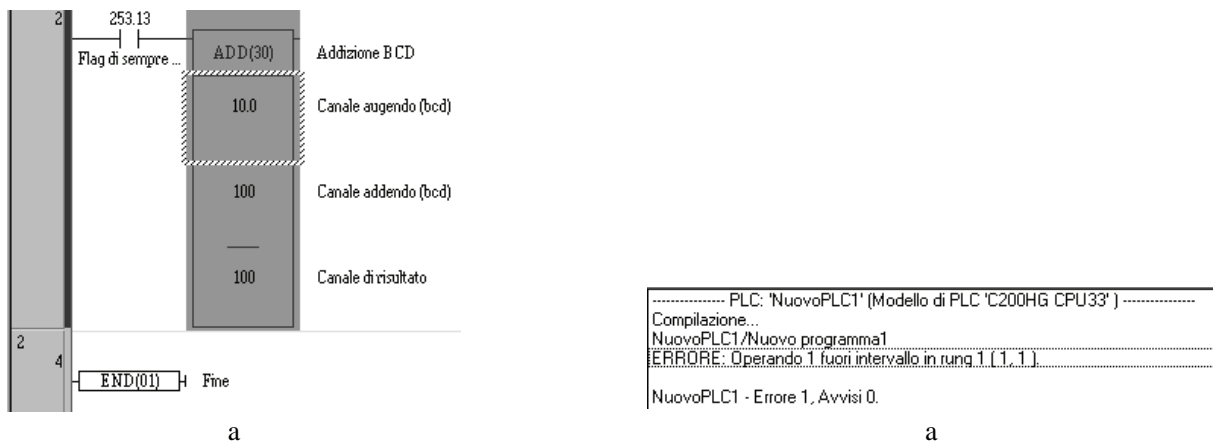 2
253.13
Flag di sempre ...
ADD(30)
Addizione BCD
10.0
Canale augendo (bcd)
100
Canale addendo (bcd)
100
Canale di risultato
2
4
END(01)
Fine
a
--------------- PLC: 'NuovoPLC1' (Modello di PLC 'C200HG CPU33' ) ---------------
Compilazione...
NuovoPLC1/Nuovo programma1
ERRORE: Operando 1 fuori intervallo in rung 1 ( 1, 1 ).
NuovoPLC1 - Errore 1, Avvisi 0.
a